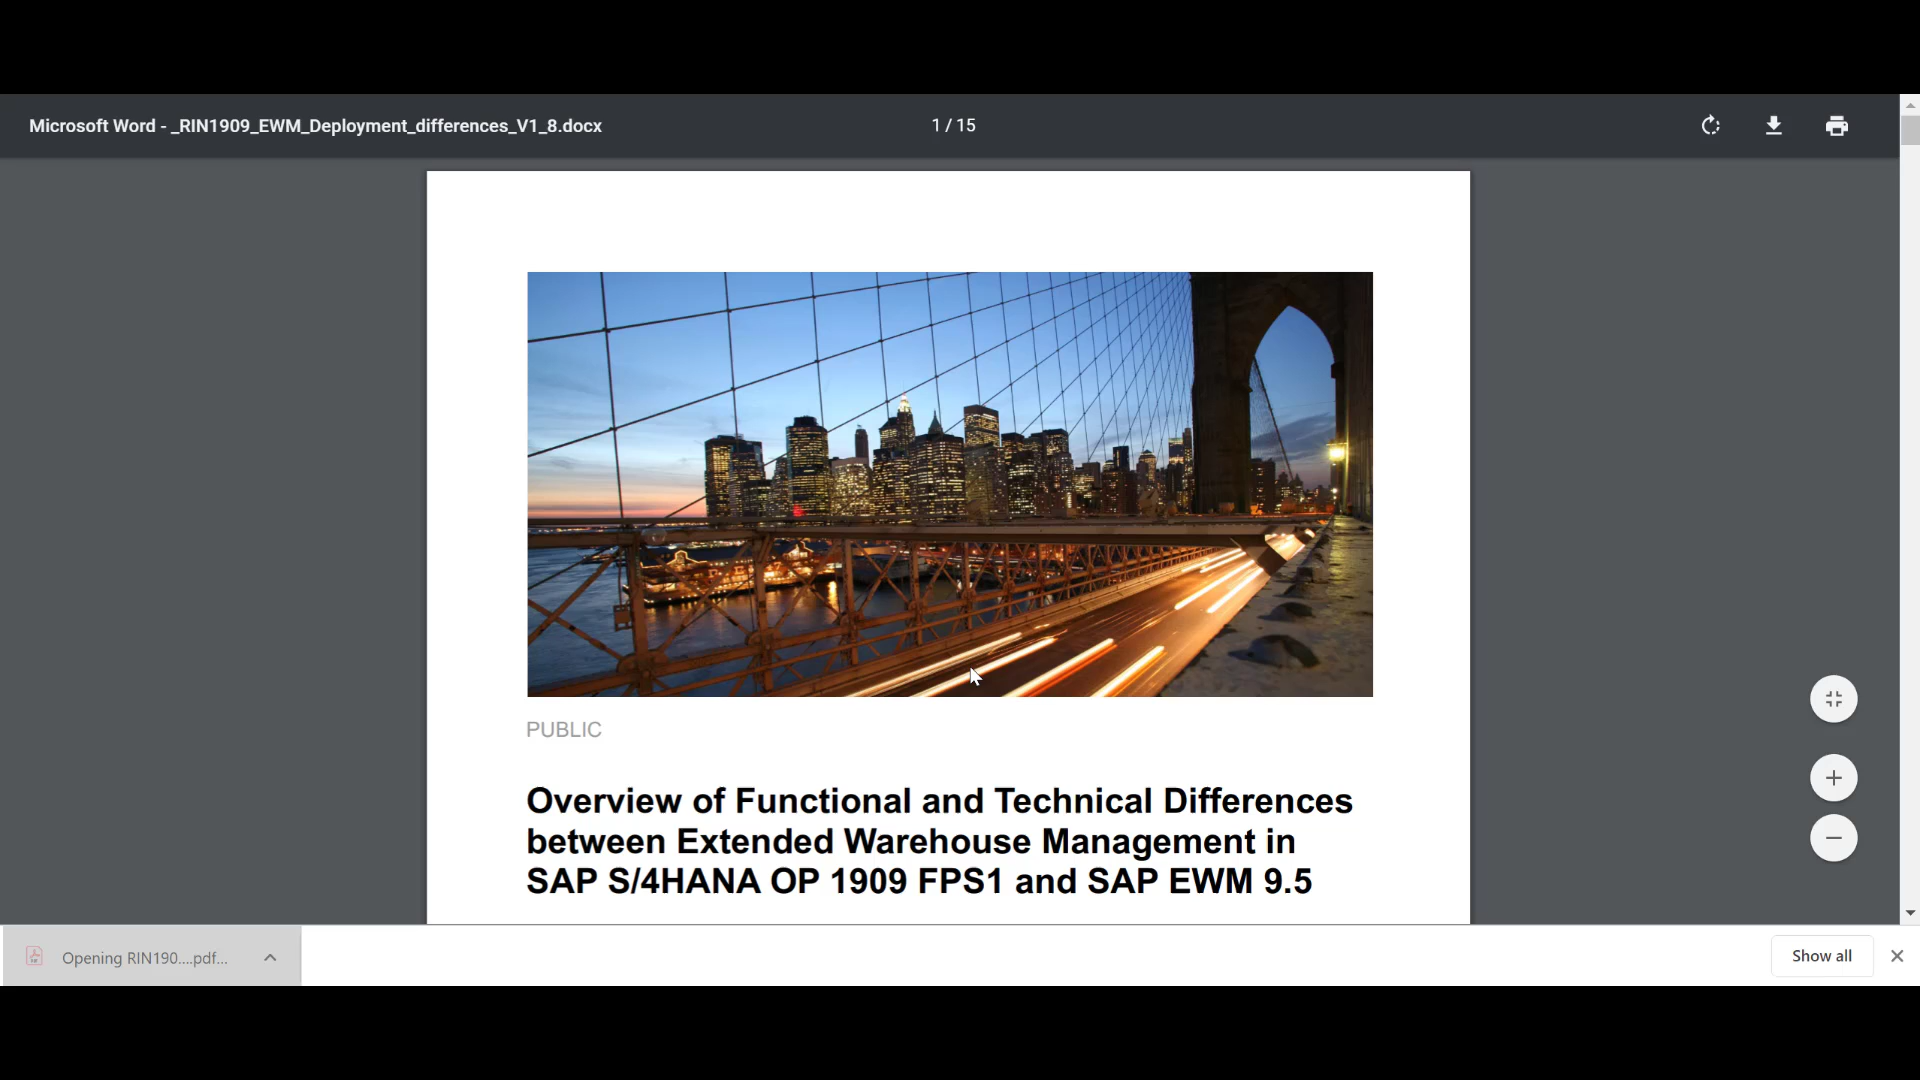 Microsoft Word - _RIN1909_EWM_Deployment_differences_V1_8.docx
1 / 15
PUBLIC
Overview of Functional and Technical Differences
between Extended Warehouse Management in
SAP S/4HANA OP 1909 FPS1 and SAP EWM 9.5
Opening RIN190....pdf...
Show all